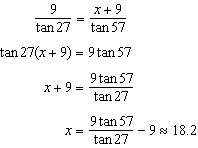 9/tan 27 = x + 9/tan 57
tan 27(x + 9) = 9 tan 57
x + 9 = 9 tan 57/tan 27
x = 9 tan 57/tan 27 − 9 ≈ 18.2